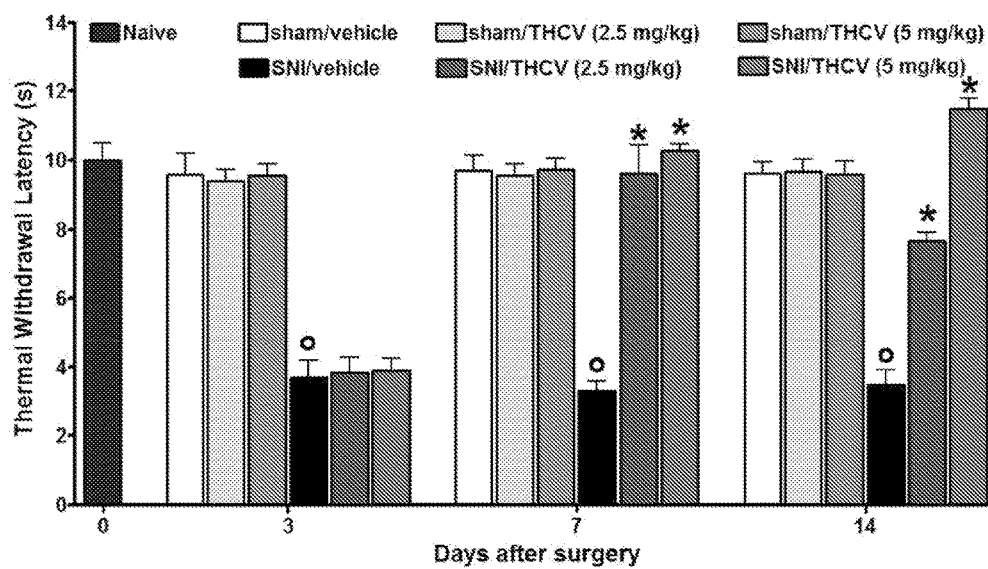 Thermal Withdrawal Latency (s)
14
12
10
8
6
4
2
0
Naive
sham/vehicle
sham/THCV (2.5 mg/kg)
sham/THCV (5 mg/kg)
SNI/vehicle
SNI/THCV (2.5 mg/kg)
SNI/THCV (5 mg/kg)
* * * *
° ° °
0 3 7 14
Days after surgery